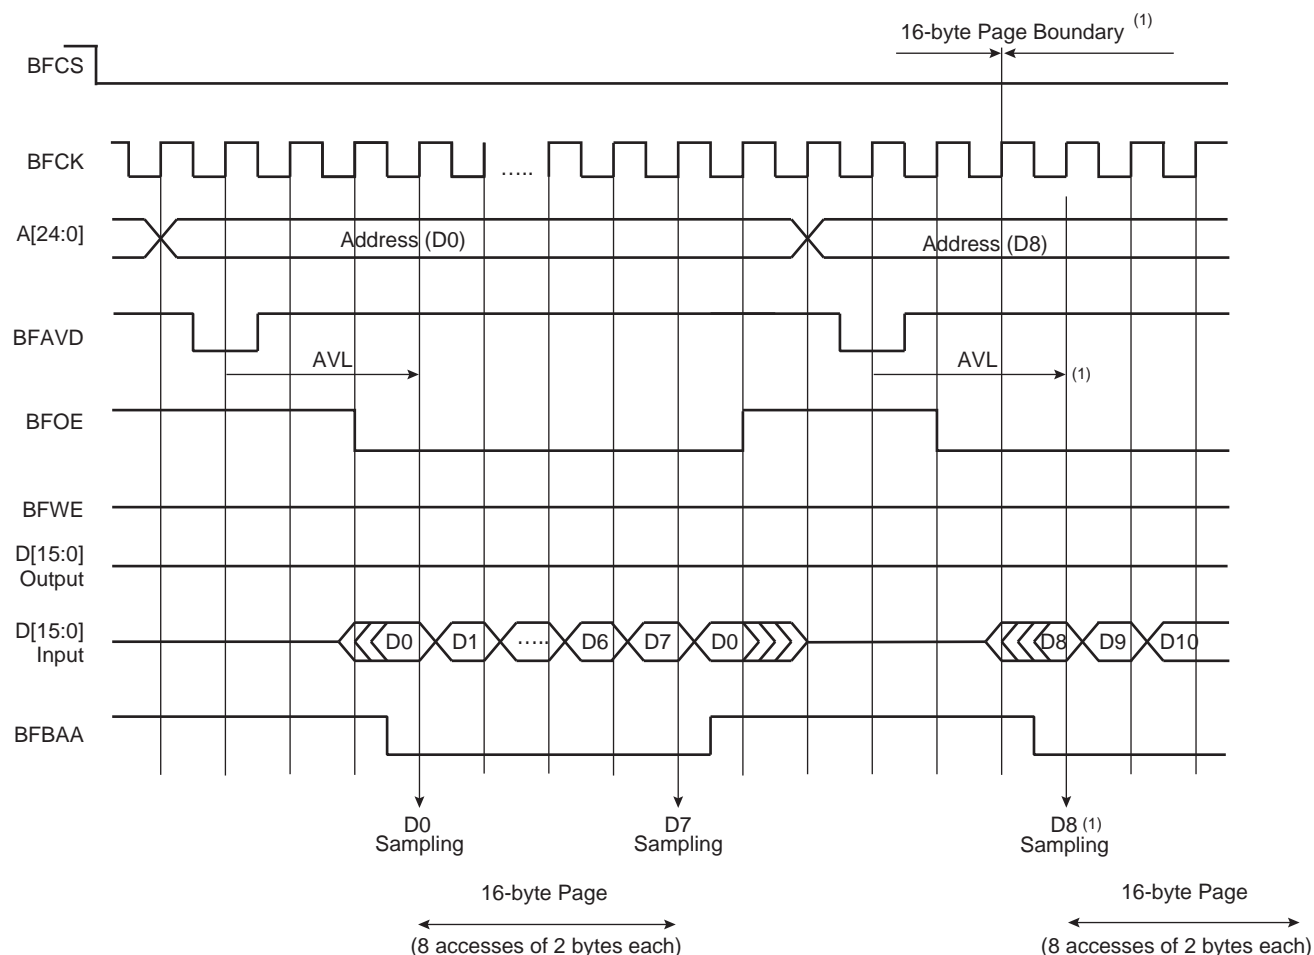 16-byte Page Boundary (1)
BFCS
BFCK
.....
A[24:0]
Address (D0)
Address (D8)
BFAVD
AVL
AVL
(1)
BFOE
BFWE
D[15:0]
Output
D[15:0]
Input
D0
D1
.....
D6
D7
D0
D8
D9
D10
BFBAA
D0
Sampling
D7
Sampling
D8 (1)
Sampling
16-byte Page
(8 accesses of 2 bytes each)
16-byte Page
(8 accesses of 2 bytes each)